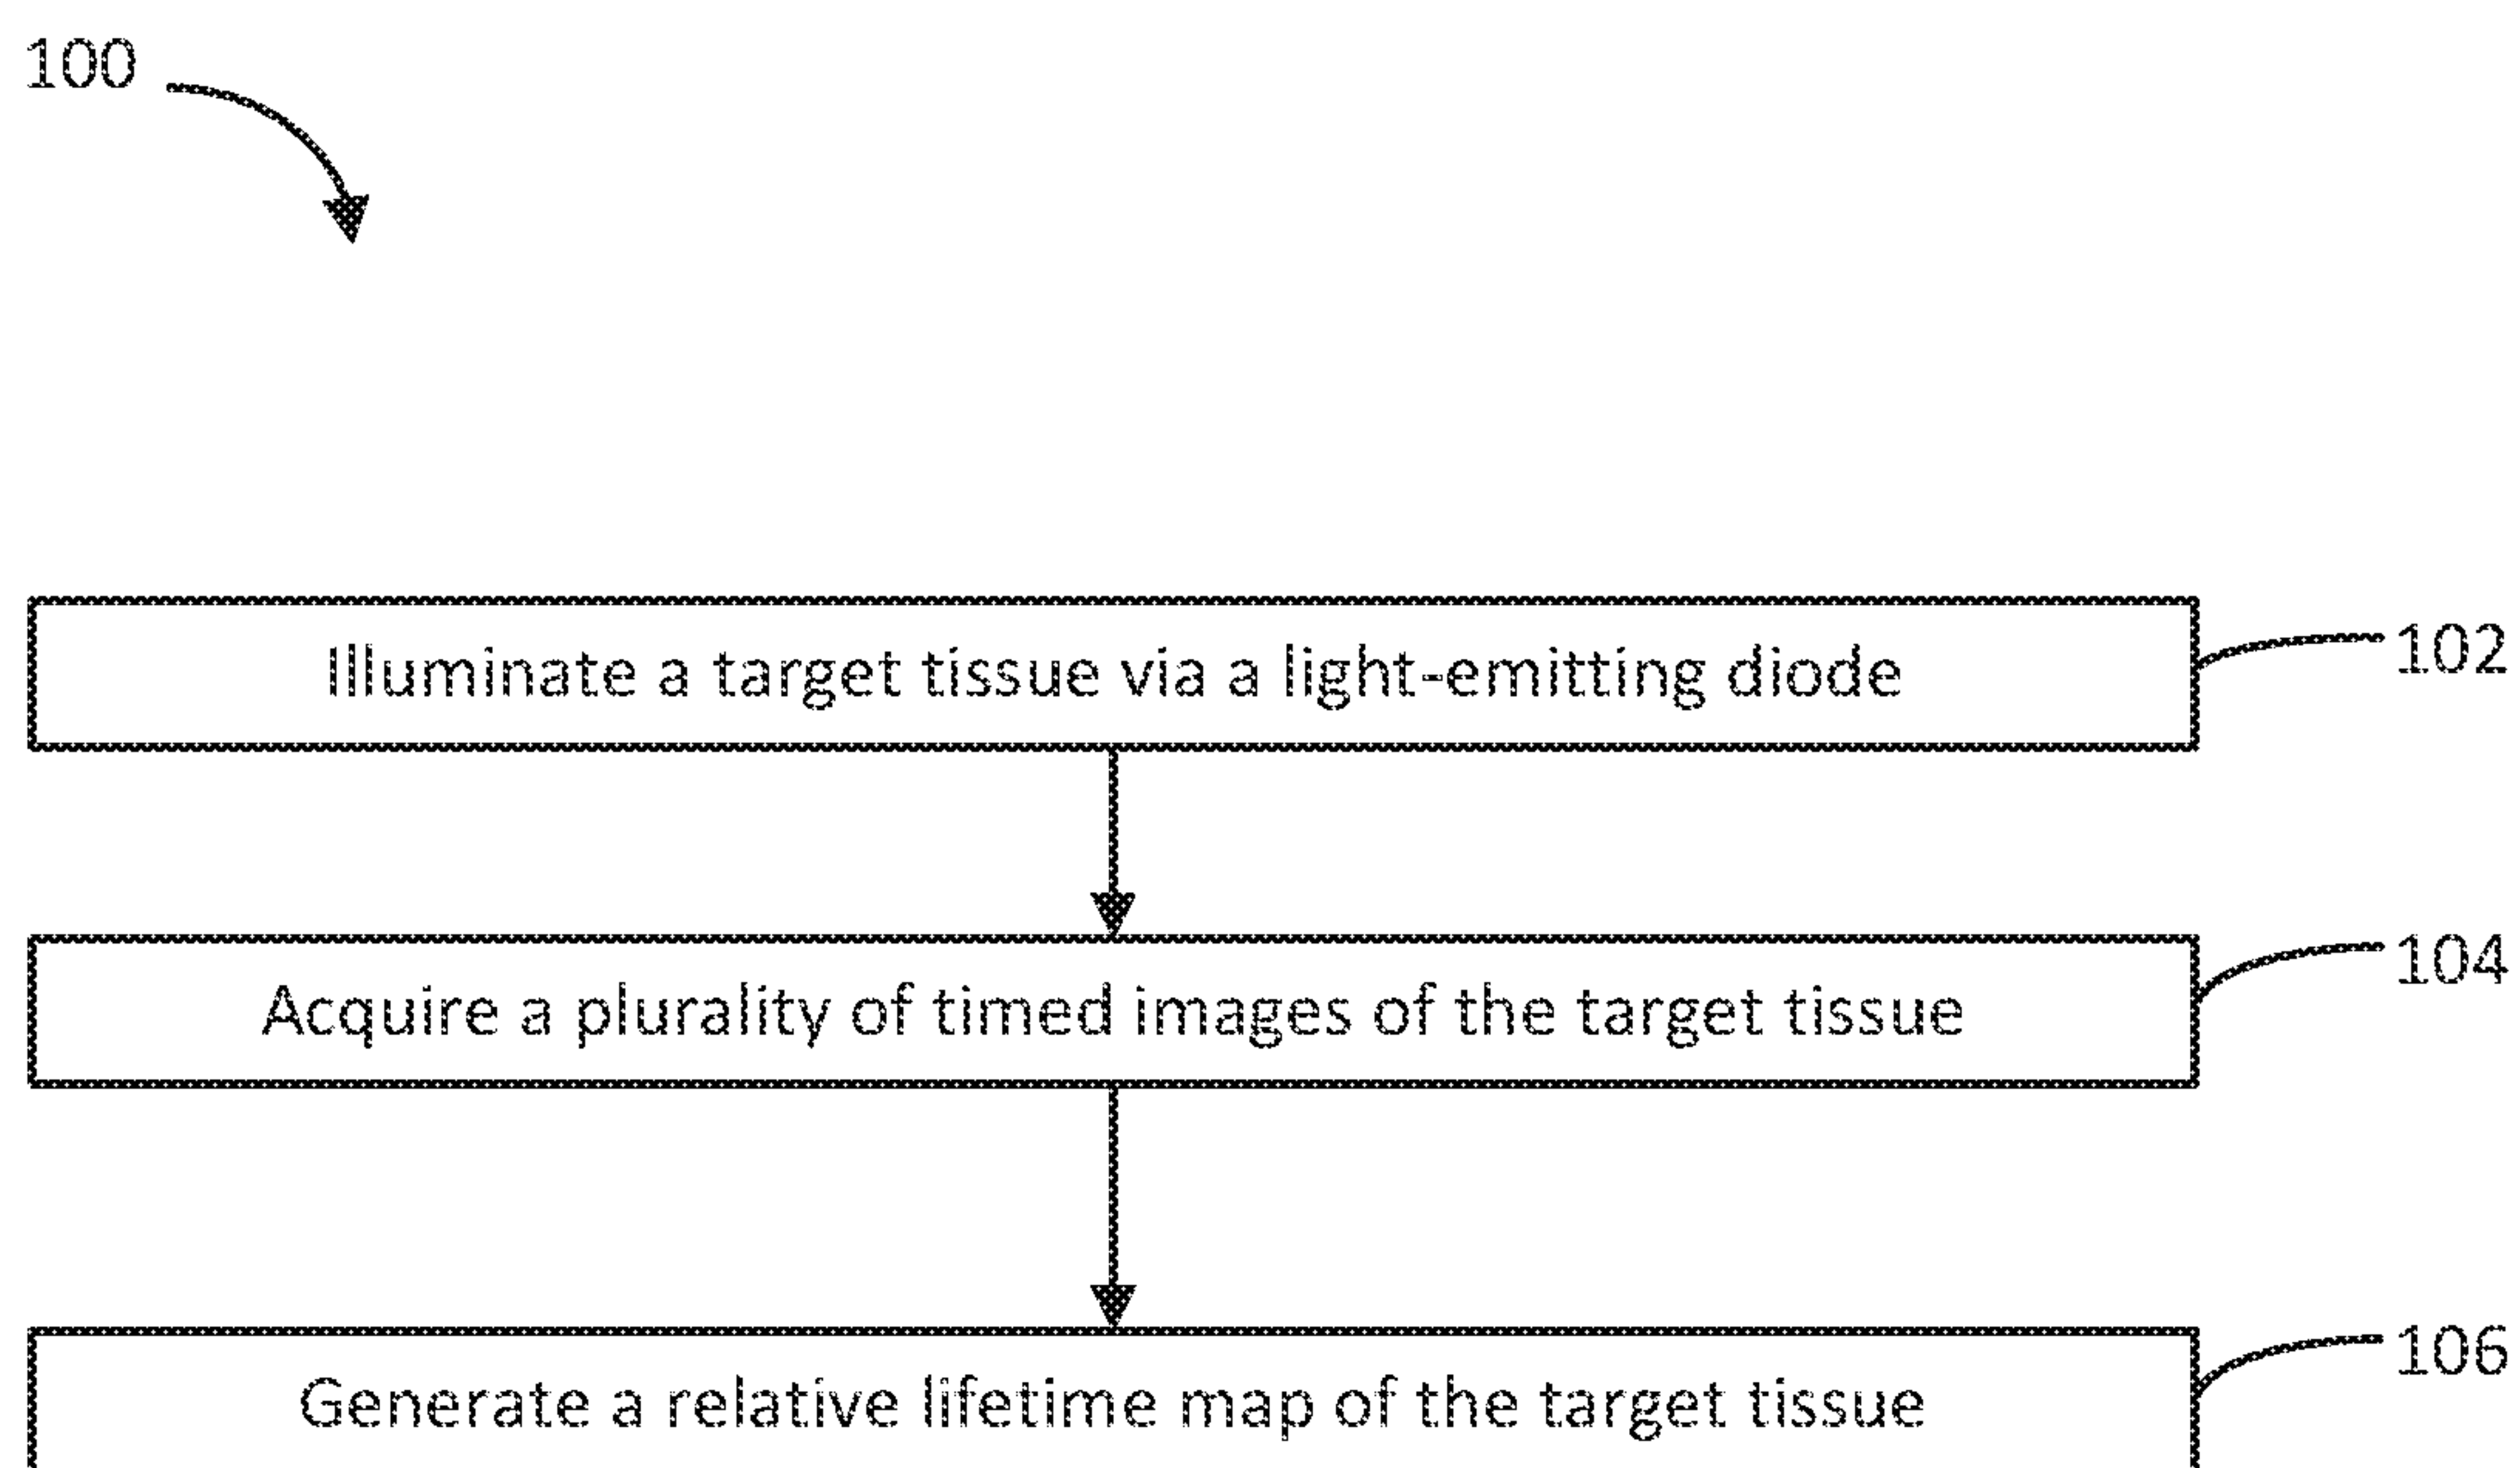 100
Illuminate a target tissue via a light-emitting diode
102
Acquire a plurality of timed images of the target tissue
104
Generate a relative lifetime map of the target tissue
106